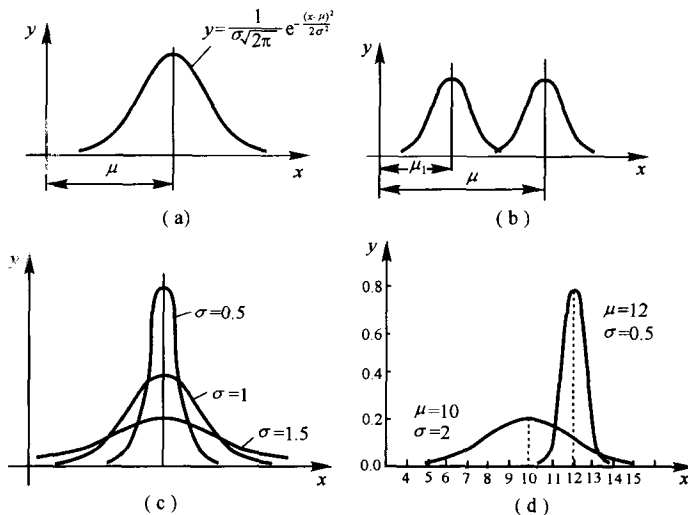 y
y=1/(σ√2π) e^-(x-μ)²/2σ²
μ
x
(a)
y
μ₁
μ
x
(b)
y
σ=0.5
σ=1
σ=1.5
x
(c)
y
0.8
0.6
0.4
0.2
0.0
μ=12
σ=0.5
μ=10
σ=2
4 5 6 7 8 9 10 11 12 13 14 15
x
(d)